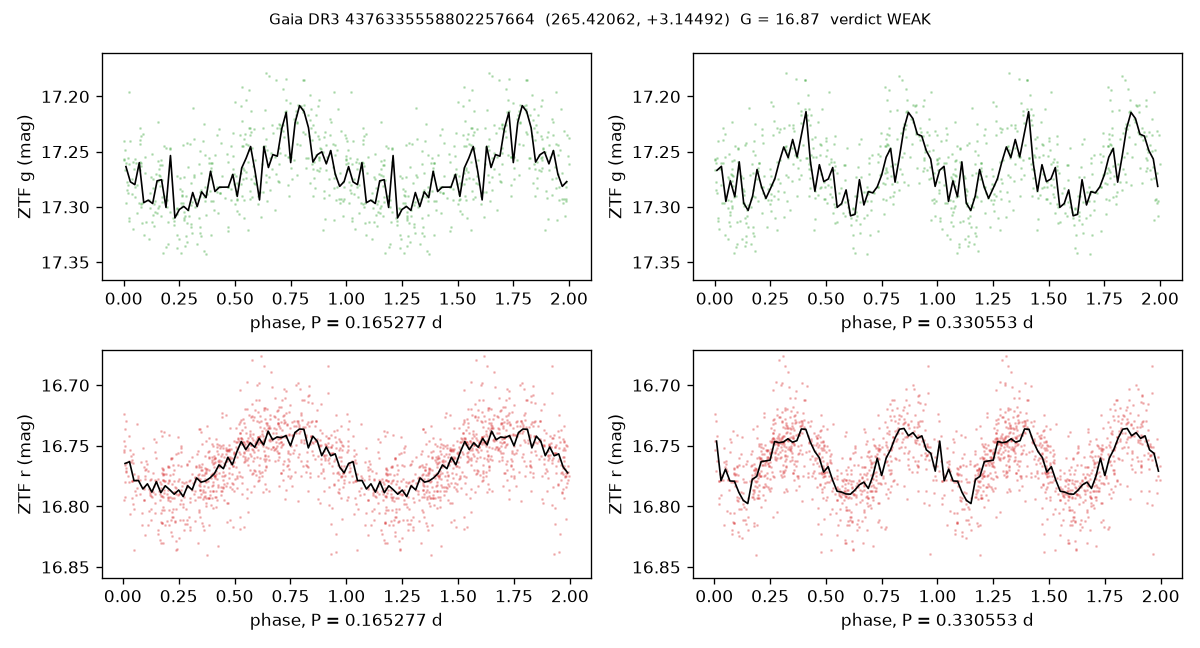 Gaia DR3 4376335558802257664 (265.42062, +3.14492) G = 16.87 verdict WEAK
ZTF g (mag)
17.20
17.25
17.30
17.35
0.00 0.25 0.50 0.75 1.00 1.25 1.50 1.75 2.00
phase, P = 0.165277 d
ZTF g (mag)
17.20
17.25
17.30
17.35
0.00 0.25 0.50 0.75 1.00 1.25 1.50 1.75 2.00
phase, P = 0.330553 d
ZTF r (mag)
16.70
16.75
16.80
16.85
0.00 0.25 0.50 0.75 1.00 1.25 1.50 1.75 2.00
phase, P = 0.165277 d
ZTF r (mag)
16.70
16.75
16.80
16.85
0.00 0.25 0.50 0.75 1.00 1.25 1.50 1.75 2.00
phase, P = 0.330553 d